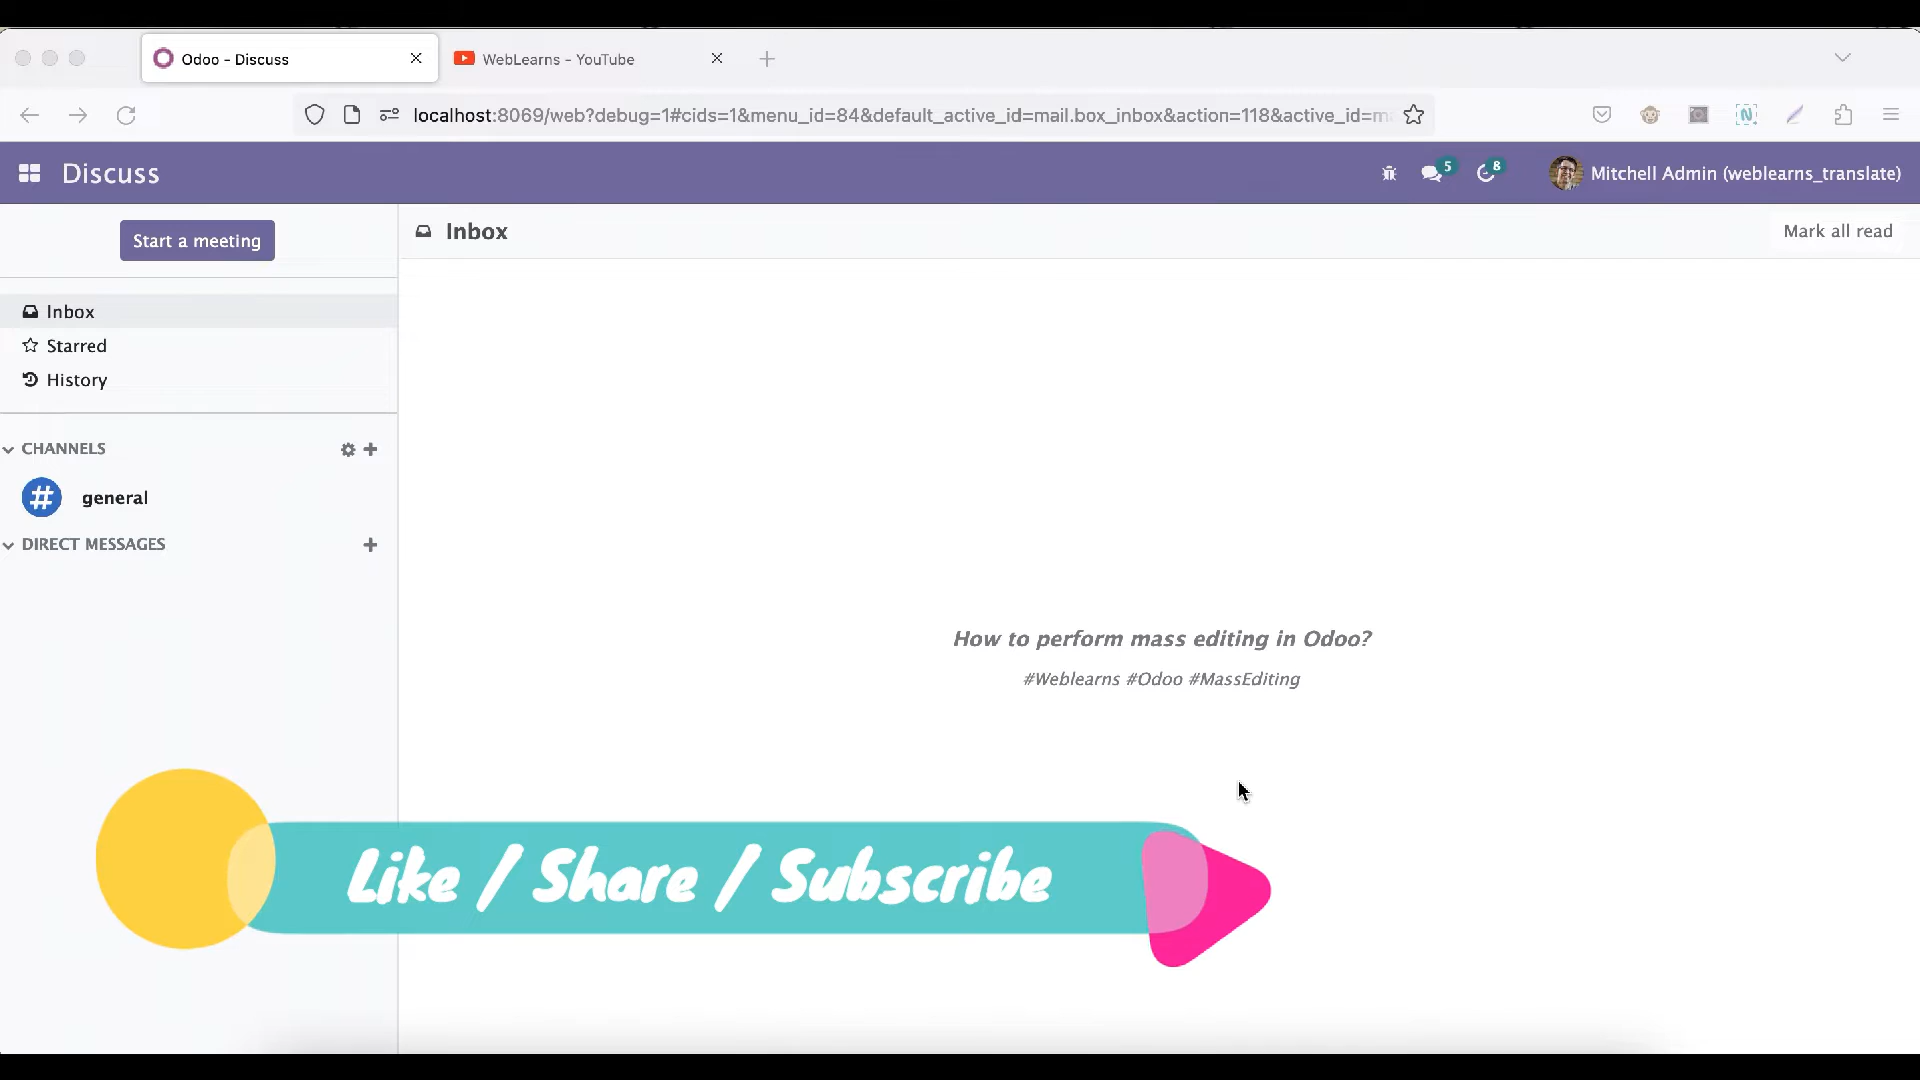 Odoo - Discuss
WebLearns - YouTube
localhost:8069/web?debug=1#cids=1&menu_id=84&default_active_id=mail.box_inbox&action=118&active_id=m
Discuss
5
8
Mitchell Admin (weblearns_translate)
Start a meeting
Inbox
Mark all read
Inbox
Starred
History
CHANNELS
general
DIRECT MESSAGES
How to perform mass editing in Odoo?
#Weblearns #Odoo #MassEditing
Like / Share / Subscribe